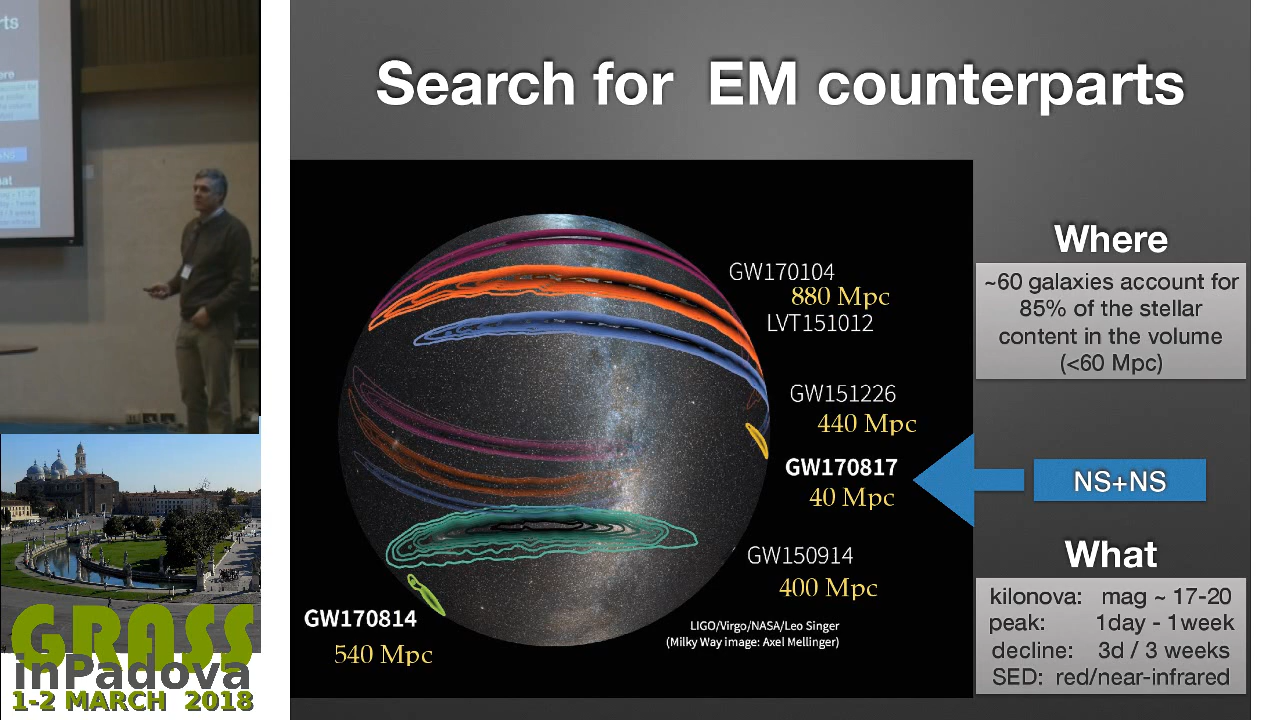 Search for EM counterparts
GW170104
880 Mpc
LVT151012
GW151226
440 Mpc
GW170817
40 Mpc
GW150914
400 Mpc
GW170814
540 Mpc
LIGO/Virgo/NASA/Leo Singer
(Milky Way image: Axel Mellinger)
Where
~60 galaxies account for
85% of the stellar
content in the volume
(<60 Mpc)
NS+NS
What
kilonova: mag ~ 17-20
peak: 1day - 1week
decline: 3d / 3 weeks
SED: red/near-infrared
GRASS
inPadova
1-2 MARCH 2018